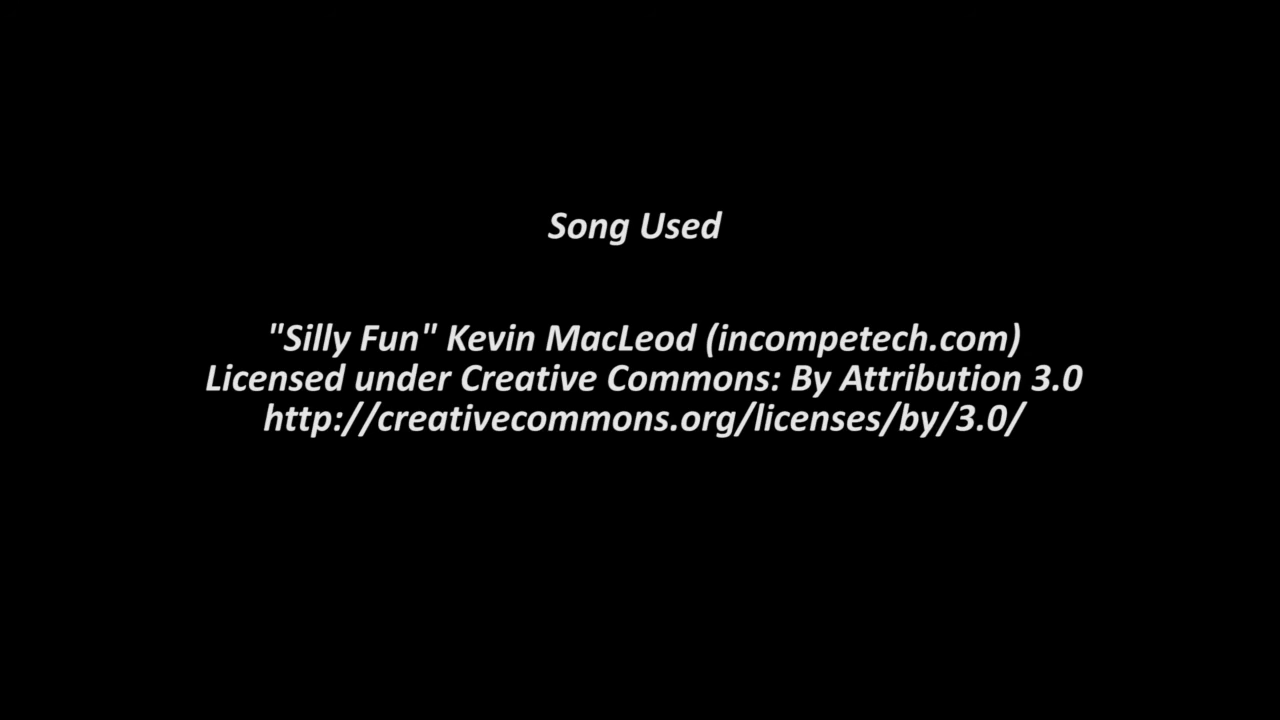 Song Used
"Silly Fun" Kevin MacLeod (incompetech.com)
Licensed under Creative Commons: By Attribution 3.0
http://creativecommons.org/licenses/by/3.0/